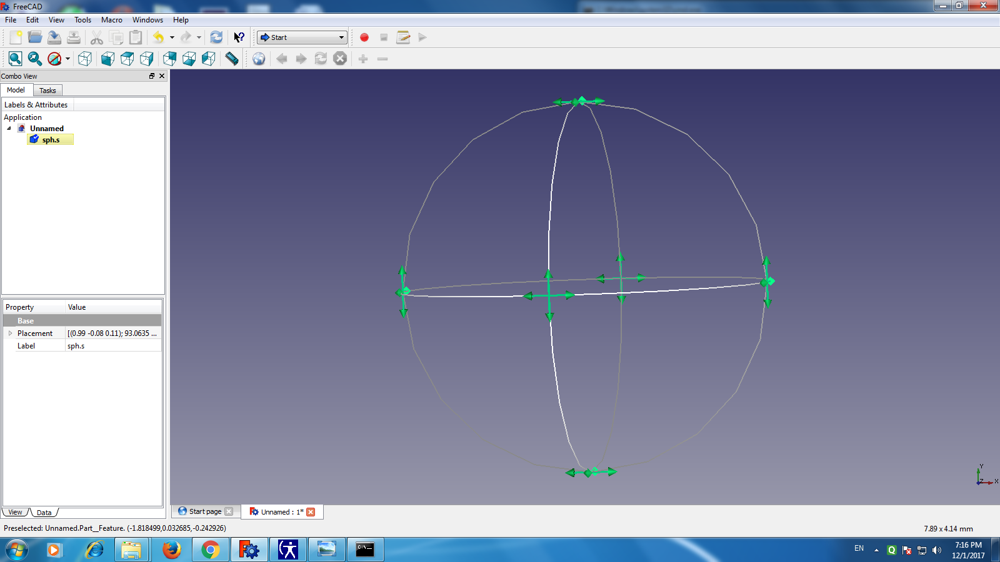 FreeCAD
File Edit View Tools Macro Windows Help
Start
Combo View
Model Tasks
Labels & Attributes
Application
Unnamed
sph.s
Property Value
Base
Placement [(0.99 -0.08 0.11); 93.0635 ...
Label sph.s
View Data
Y
Z X
Start page Unnamed : 1*
Preselected: Unnamed.Part__Feature. (-1.818499,0.032685,-0.242926) 7.89 x 4.14 mm
C:\_
EN 7:16 PM
12/1/2017